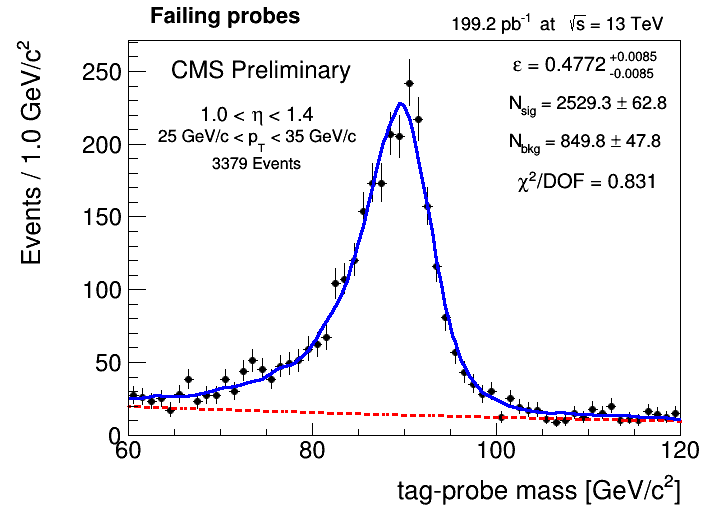 Failing probes
199.2 pb⁻¹ at √s = 13 TeV
CMS Preliminary
1.0 < η < 1.4
25 GeV/c < p_T < 35 GeV/c
3379 Events
ε = 0.4772 +0.0085 -0.0085
N_sig = 2529.3 ± 62.8
N_bkg = 849.8 ± 47.8
χ²/DOF = 0.831
Events / 1.0 GeV/c²
250
200
150
100
50
0
60 80 100 120
tag-probe mass [GeV/c²]